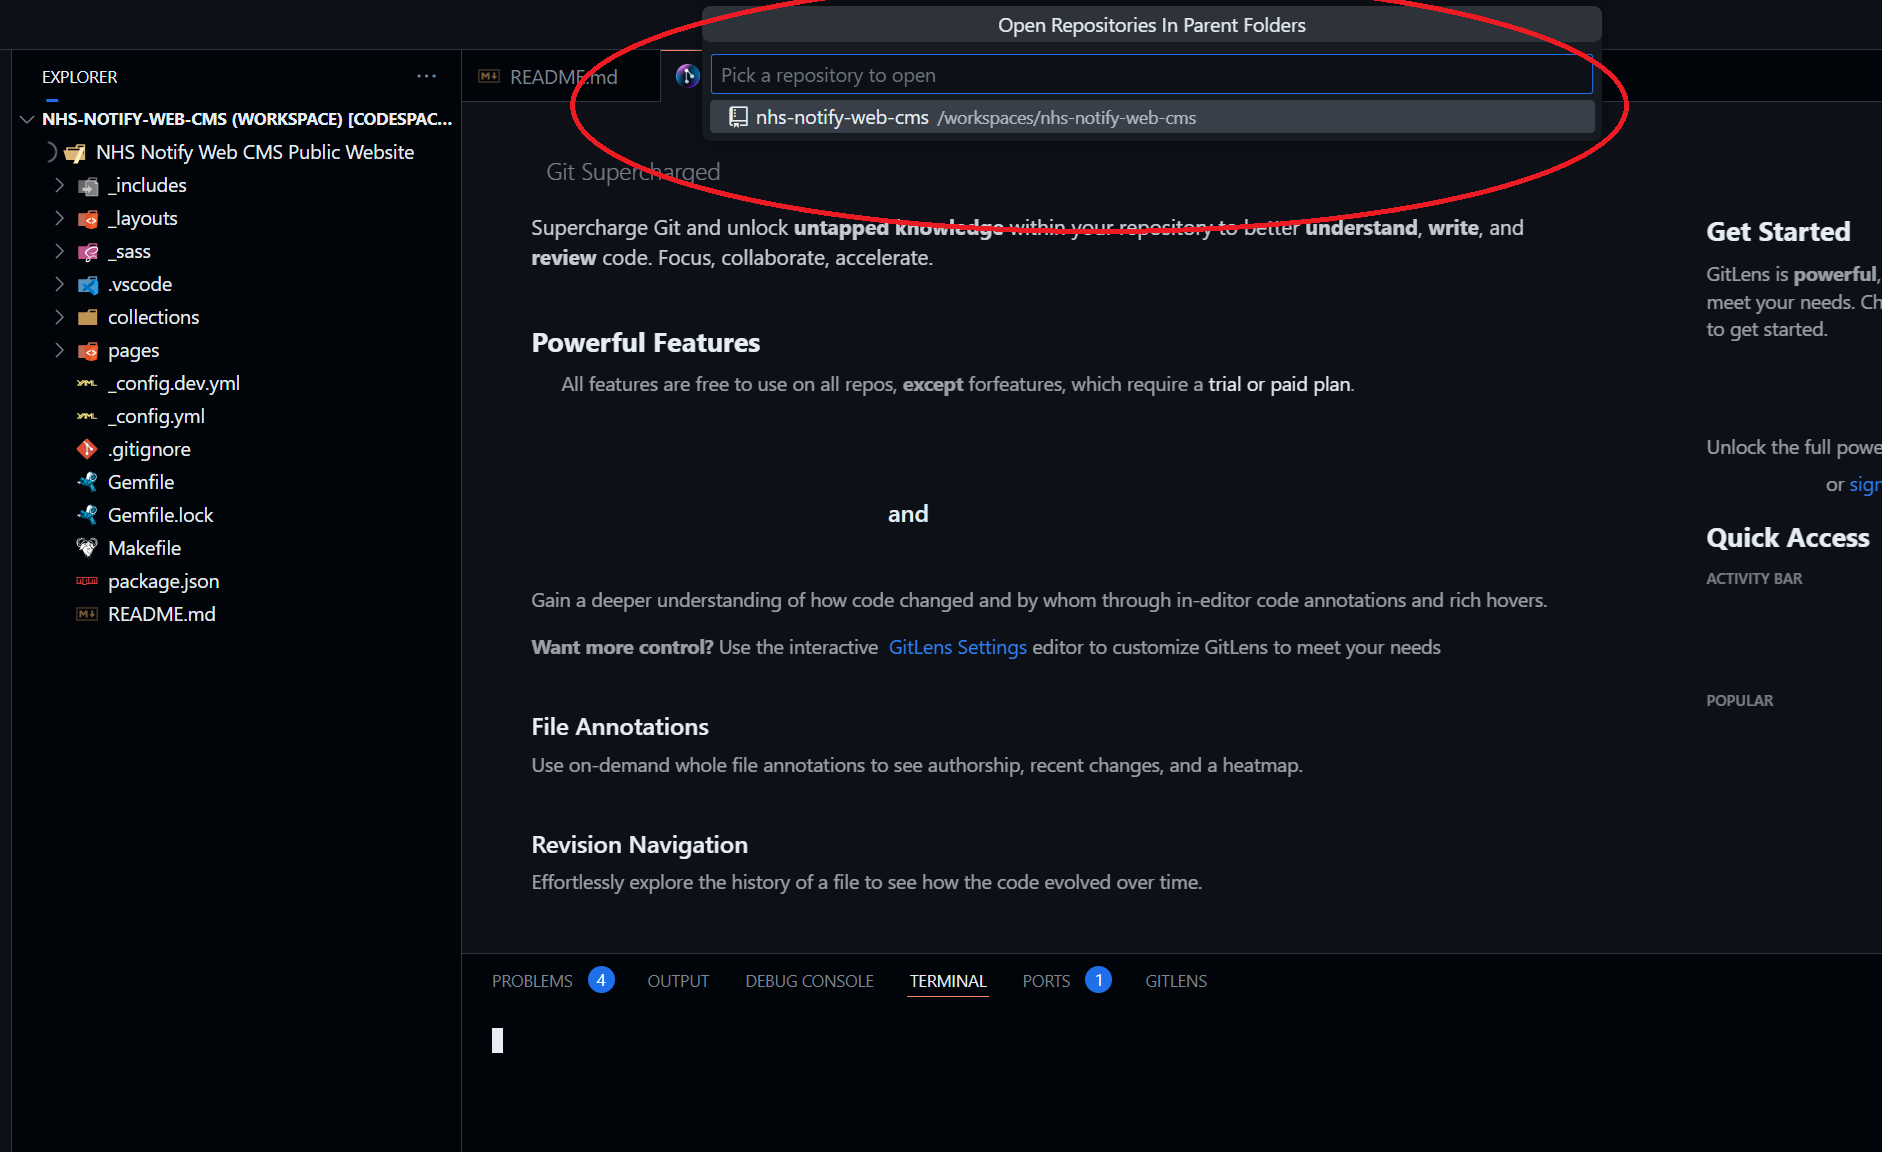 Open Repositories In Parent Folders
Pick a repository to open
nhs-notify-web-cms /workspaces/nhs-notify-web-cms
EXPLORER
NHS-NOTIFY-WEB-CMS (WORKSPACE) [CODESPAC...
NHS Notify Web CMS Public Website
_includes
_layouts
_sass
.vscode
collections
pages
_config.dev.yml
_config.yml
.gitignore
Gemfile
Gemfile.lock
Makefile
package.json
README.md
README.md
Git Supercharged
Supercharge Git and unlock untapped knowledge within your repository to better understand, write, and
review code. Focus, collaborate, accelerate.
Powerful Features
All features are free to use on all repos, except forfeatures, which require a trial or paid plan.
and
Gain a deeper understanding of how code changed and by whom through in-editor code annotations and rich hovers.
Want more control? Use the interactive GitLens Settings editor to customize GitLens to meet your needs
File Annotations
Use on-demand whole file annotations to see authorship, recent changes, and a heatmap.
Revision Navigation
Effortlessly explore the history of a file to see how the code evolved over time.
Get Started
GitLens is powerful,
meet your needs. Ch
to get started.
Unlock the full powe
or sign
Quick Access
ACTIVITY BAR
POPULAR
PROBLEMS 4 OUTPUT DEBUG CONSOLE TERMINAL PORTS 1 GITLENS